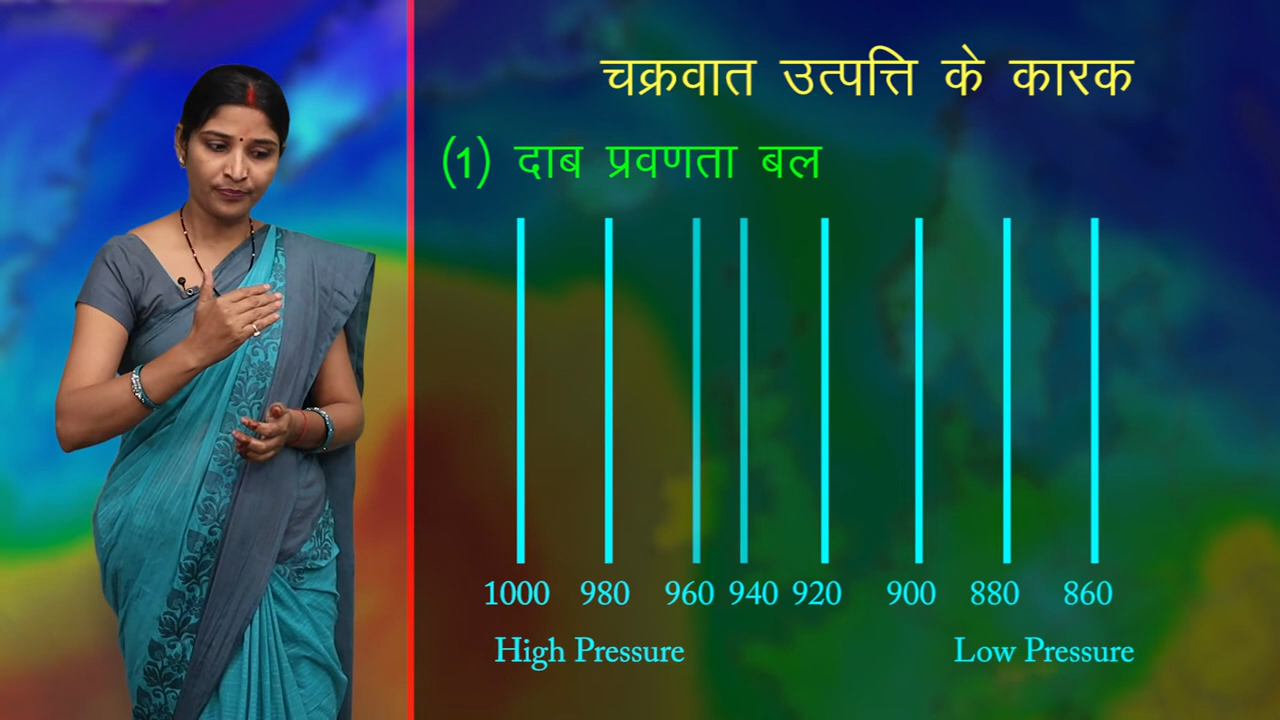 चक्रवात उत्पत्ति के कारक
(1) दाब प्रवणता बल
1000 980 960 940 920 900 880 860
High Pressure Low Pressure